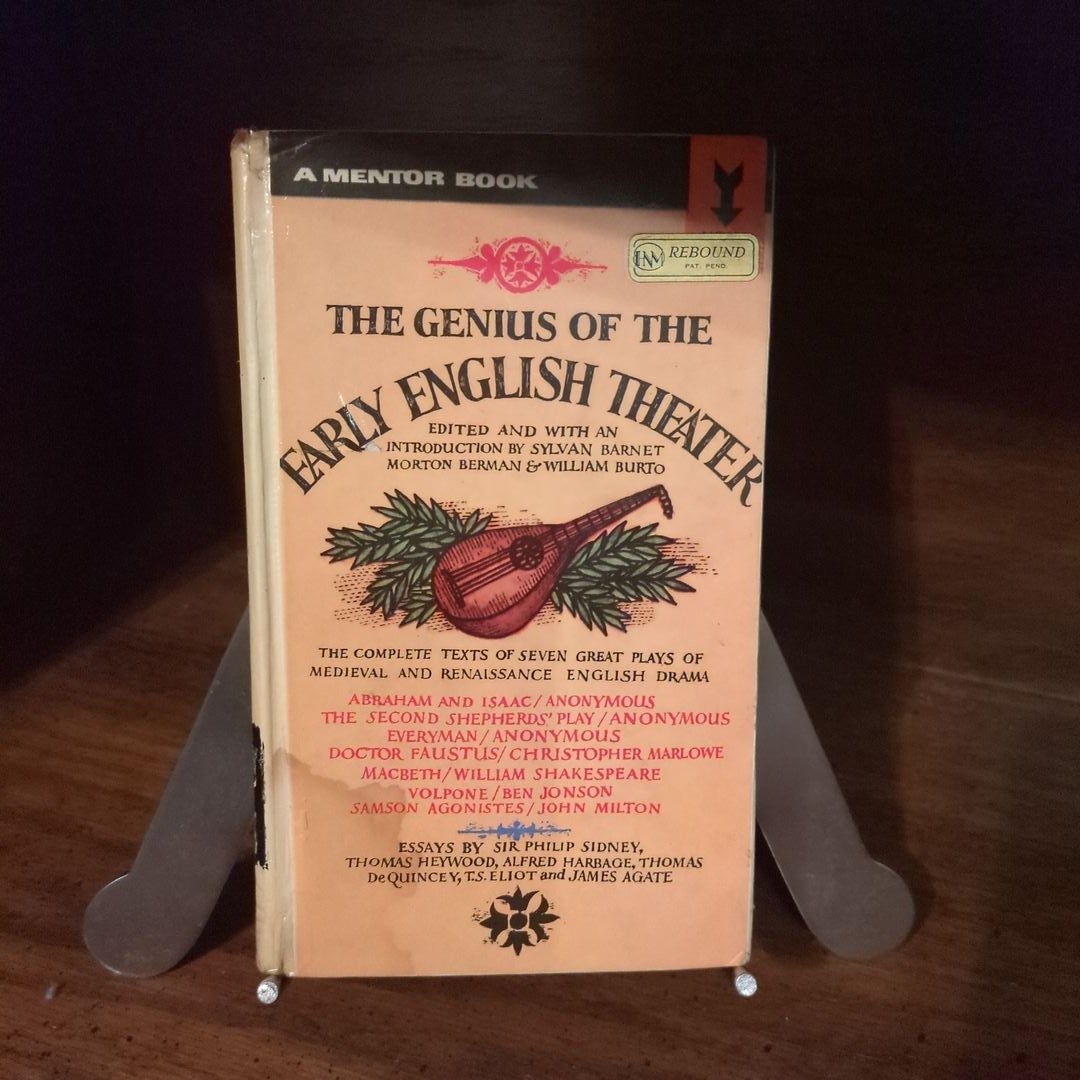 A MENTOR BOOK
HNM REBOUND
PAT. PEND.
THE GENIUS OF THE
EARLY ENGLISH THEATER
EDITED AND WITH AN
INTRODUCTION BY SYLVAN BARNET
MORTON BERMAN & WILLIAM BURTO
THE COMPLETE TEXTS OF SEVEN GREAT PLAYS OF
MEDIEVAL AND RENAISSANCE ENGLISH DRAMA
ABRAHAM AND ISAAC/ANONYMOUS
THE SECOND SHEPHERDS' PLAY/ANONYMOUS
EVERYMAN/ANONYMOUS
DOCTOR FAUSTUS/CHRISTOPHER MARLOWE
MACBETH/WILLIAM SHAKESPEARE
VOLPONE/BEN JONSON
SAMSON AGONISTES/JOHN MILTON
ESSAYS BY SIR PHILIP SIDNEY,
THOMAS HEYWOOD, ALFRED HARBAGE, THOMAS
DeQUINCEY, T.S. ELIOT and JAMES AGATE